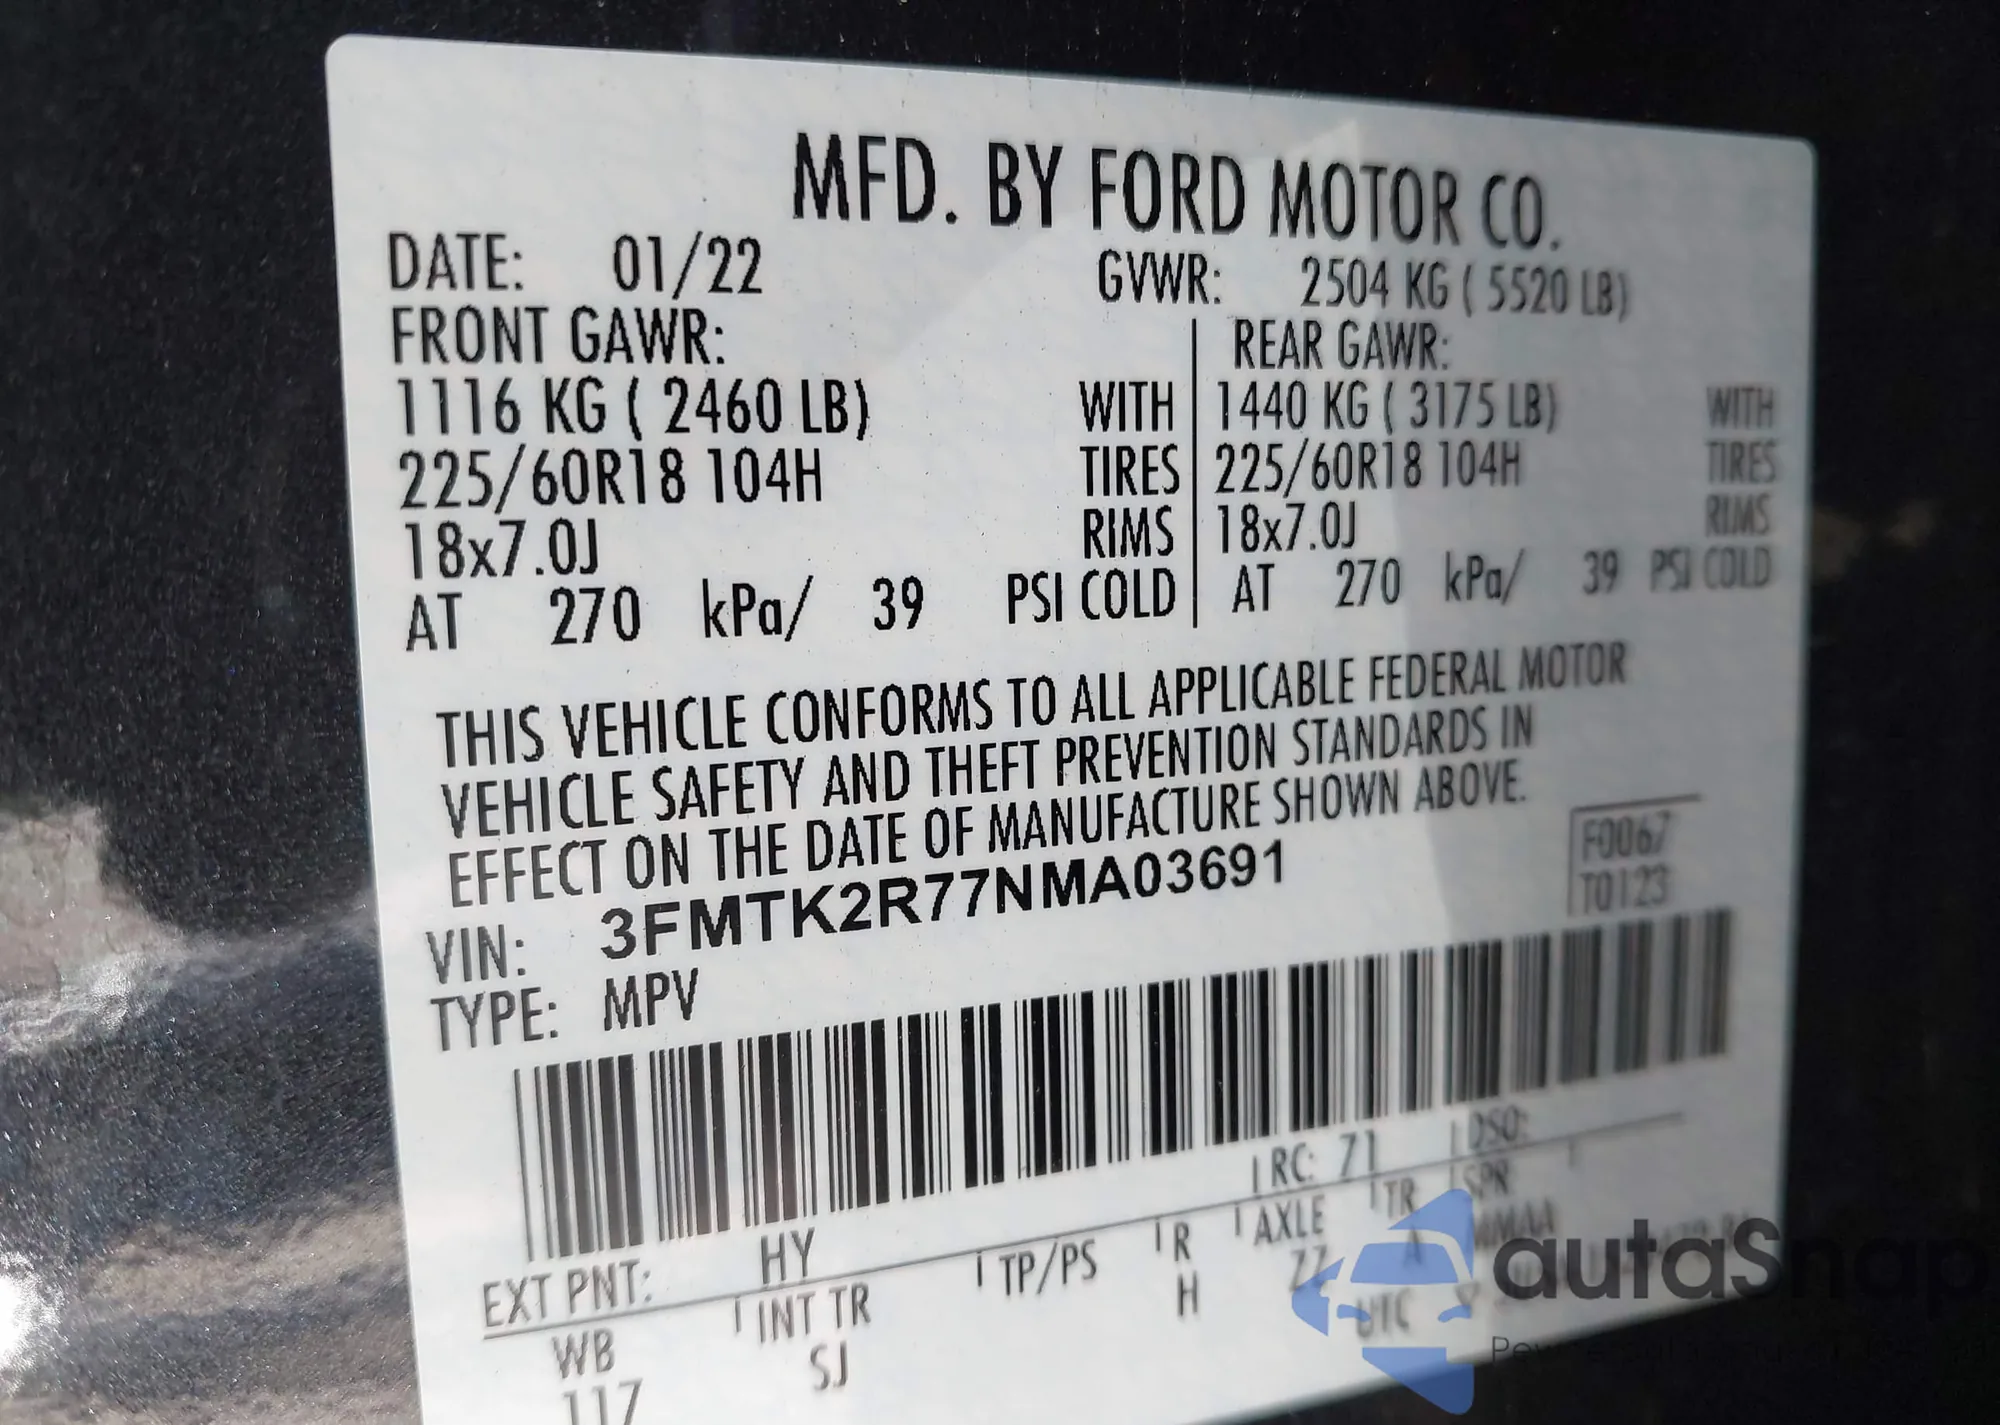 MFD. BY FORD MOTOR CO.
DATE: 01/22 GVWR: 2504 KG ( 5520 LB)
FRONT GAWR: REAR GAWR:
1116 KG ( 2460 LB) WITH 1440 KG ( 3175 LB) WITH
225/60R18 104H TIRES 225/60R18 104H TIRES
18x7.0J RIMS 18x7.0J RIMS
AT 270 kPa/ 39 PSI COLD AT 270 kPa/ 39 PSI COLD
THIS VEHICLE CONFORMS TO ALL APPLICABLE FEDERAL MOTOR
VEHICLE SAFETY AND THEFT PREVENTION STANDARDS IN
EFFECT ON THE DATE OF MANUFACTURE SHOWN ABOVE.
F0067
T0123
VIN: 3FMTK2R77NMA03691
TYPE: MPV
EXT PNT: HY RC: 71 DSO:
WB INT TR TP/PS R AXLE TR SPR
117 SJ H ZZ A
UTC
autaSnap